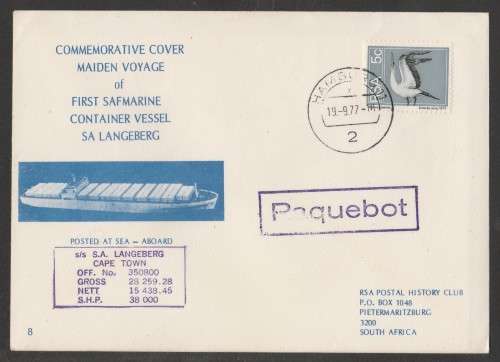 COMMEMORATIVE COVER
MAIDEN VOYAGE
of
FIRST SAFMARINE
CONTAINER VESSEL
SA LANGEBERG
5c
19.-9.77
2
Paquebot
POSTED AT SEA – ABOARD
s/s S.A. LANGEBERG
CAPE TOWN
OFF. No. 350800
GROSS 28 259.28
NETT 15 438.45
S.H.P. 38 000
RSA POSTAL HISTORY CLUB
P.O. BOX 1048
PIETERMARITZBURG
3200
SOUTH AFRICA
8